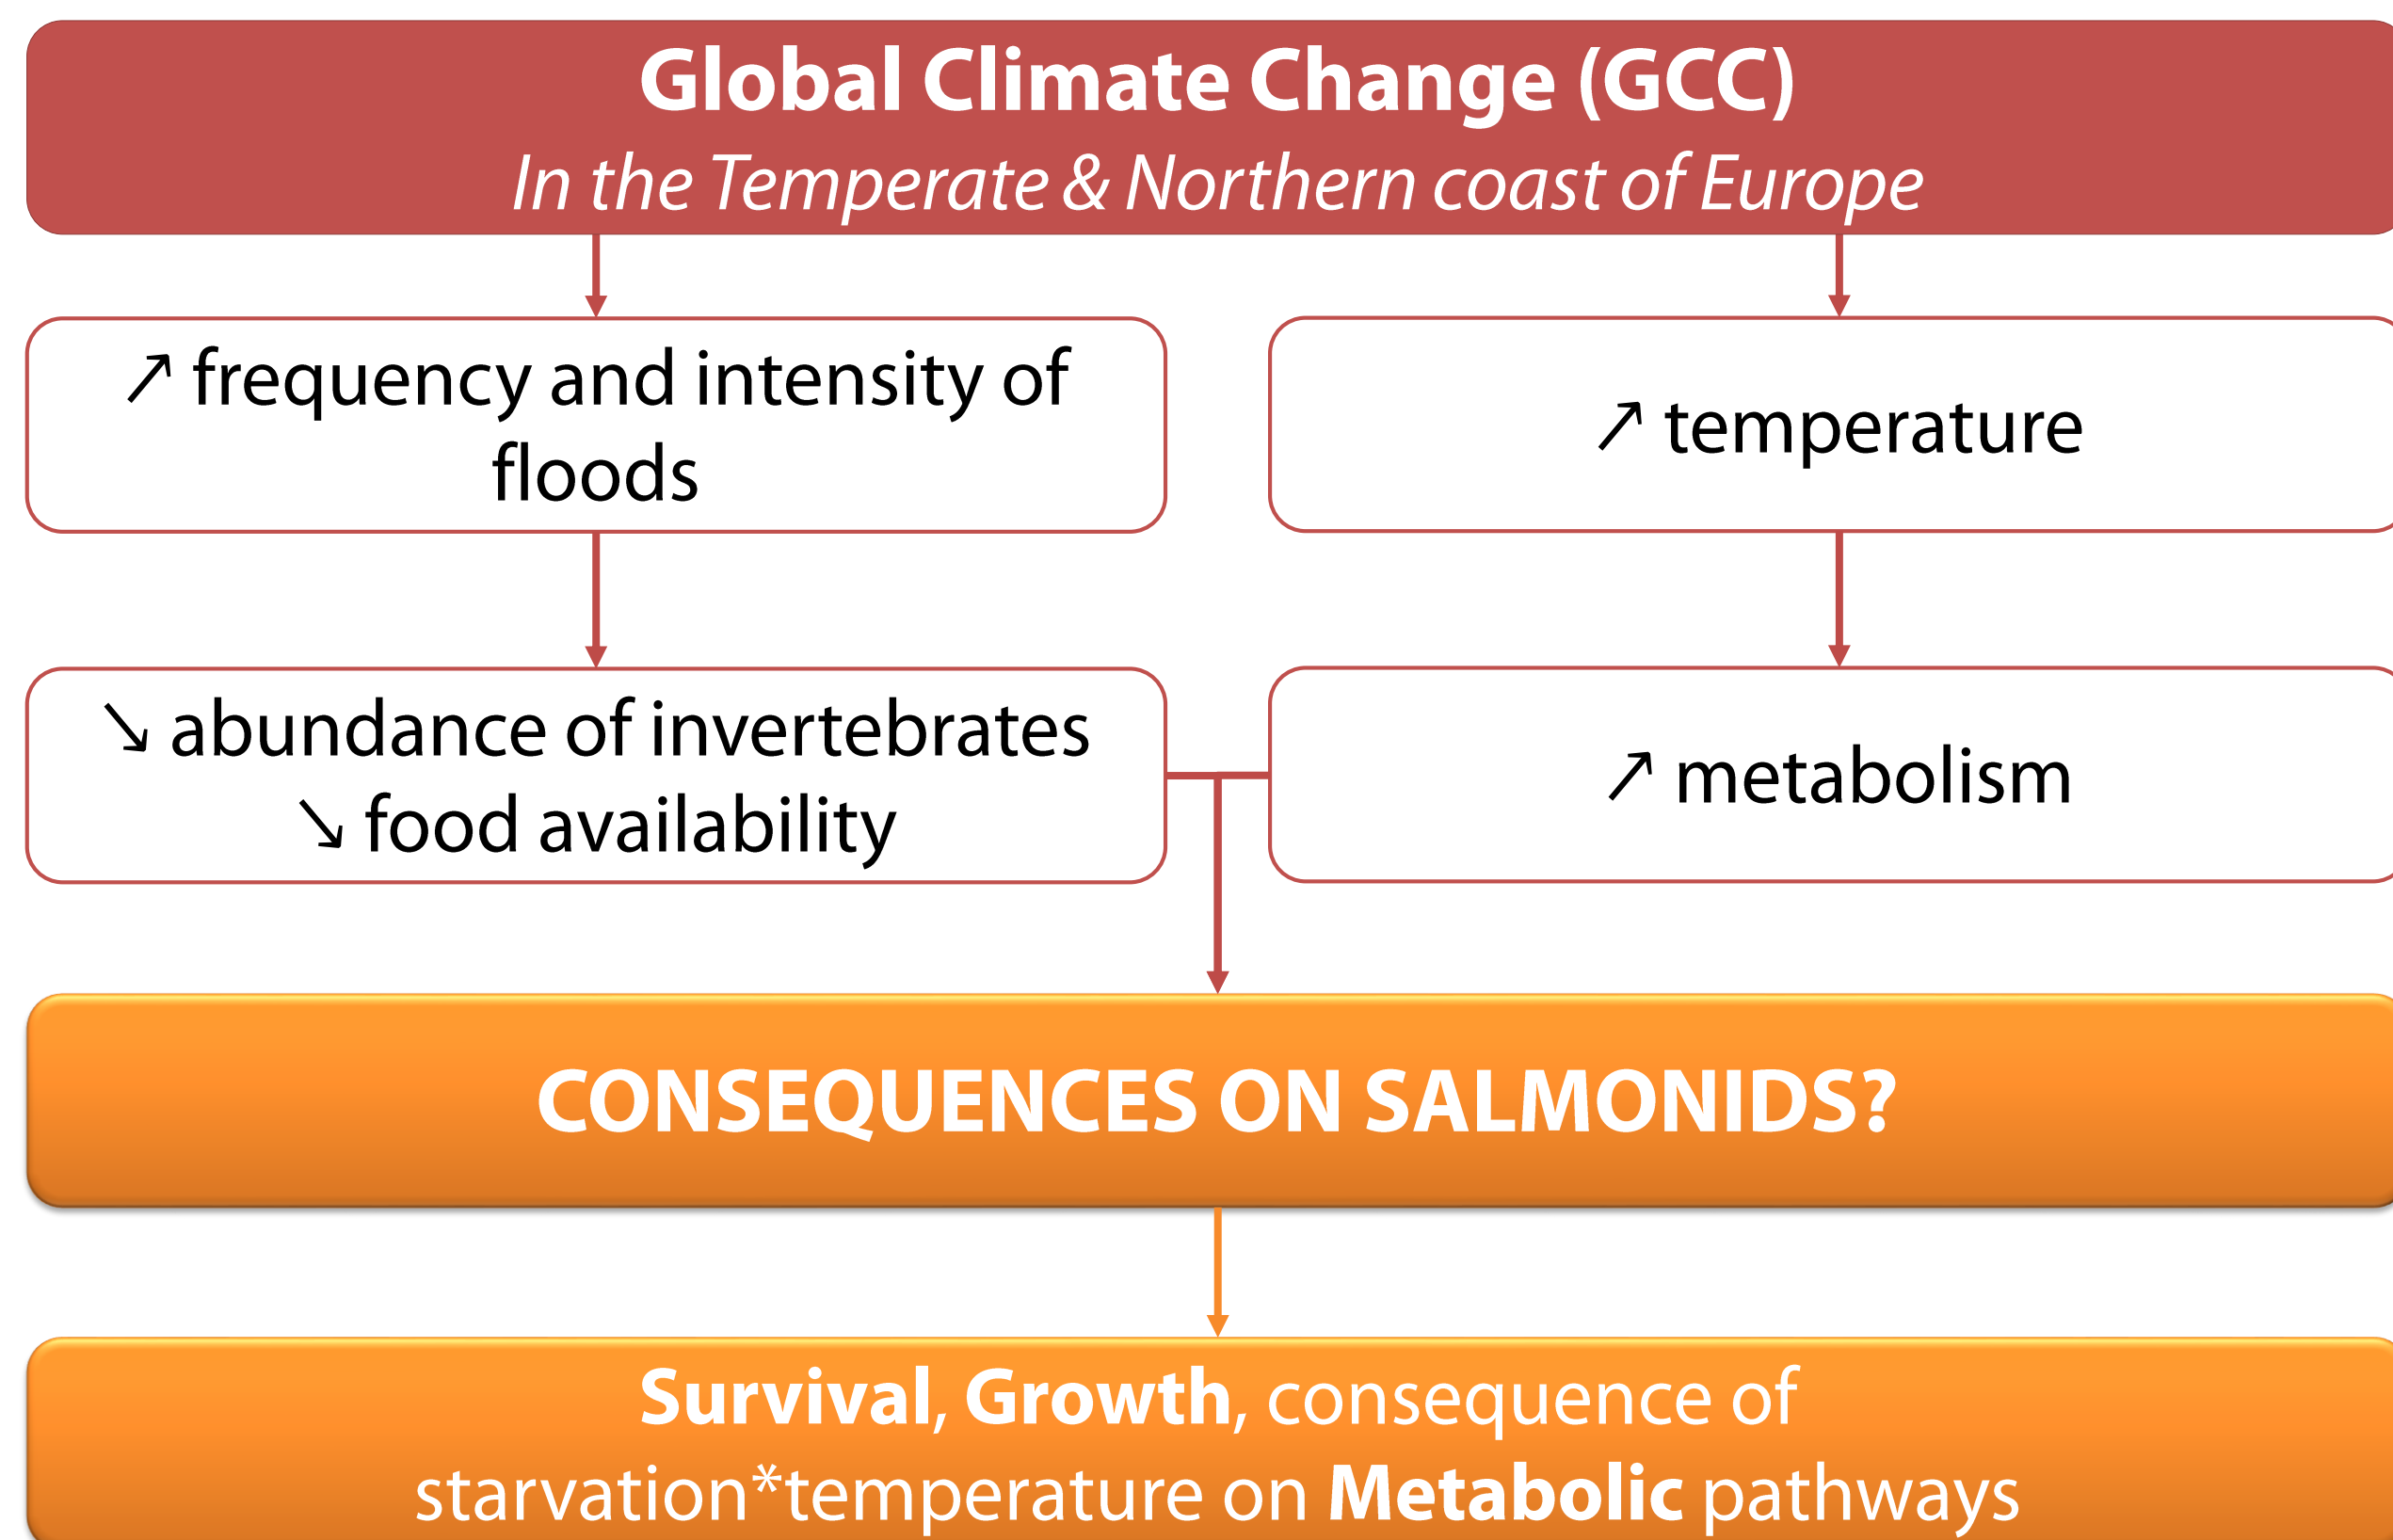 Global Climate Change (GCC)
In the Temperate & Northern coast of Europe
↗ frequency and intensity of
floods
↗ temperature
↘ abundance of invertebrates
↘ food availability
↗ metabolism
CONSEQUENCES ON SALMONIDS?
Survival, Growth, consequence of
starvation*temperature on Metabolic pathways